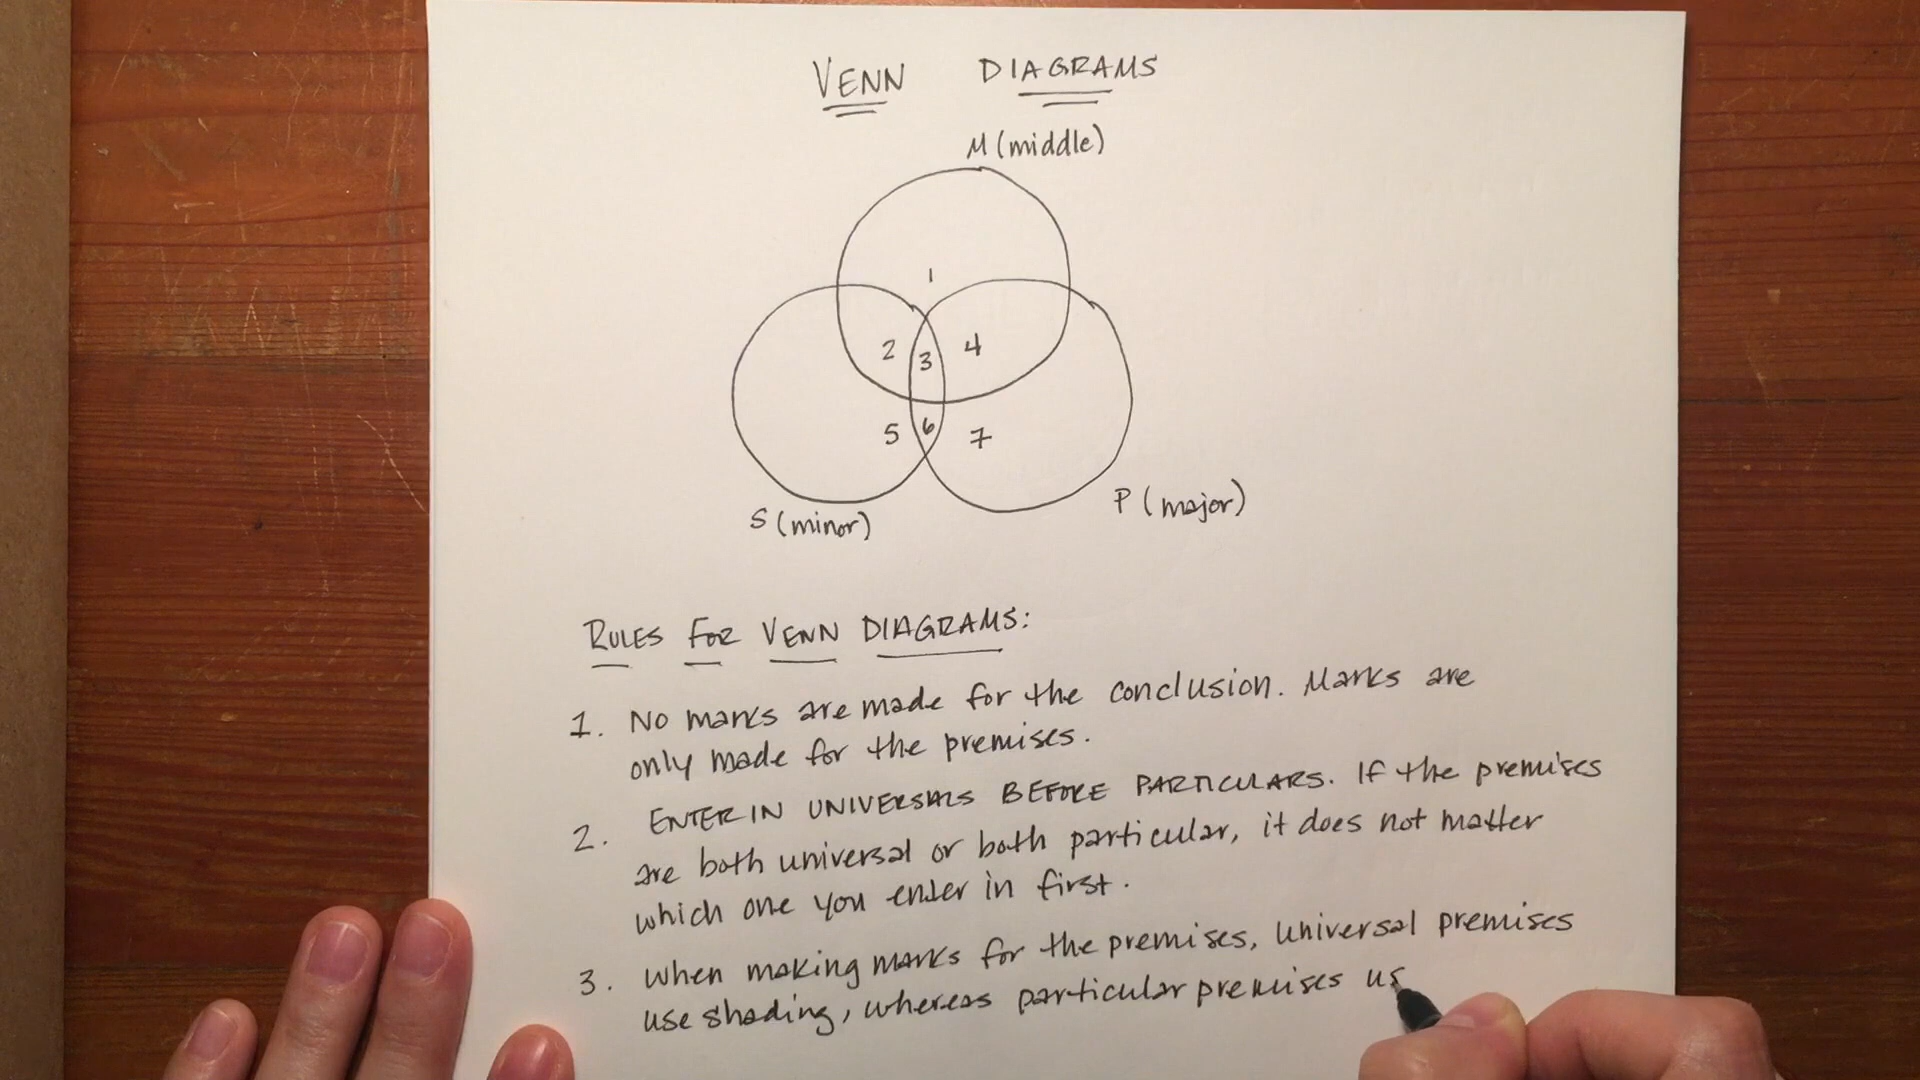 VENN DIAGRAMS
M (middle)
1
2 3 4
5 6 7
S (minor)
P (major)
RULES FOR VENN DIAGRAMS:
1. No marks are made for the conclusion. Marks are
only made for the premises.
2. ENTER IN UNIVERSALS BEFORE PARTICULARS. If the premises
are both universal or both particular, it does not matter
which one you enter in first.
3. When making marks for the premises, universal premises
use shading, whereas particular premises us